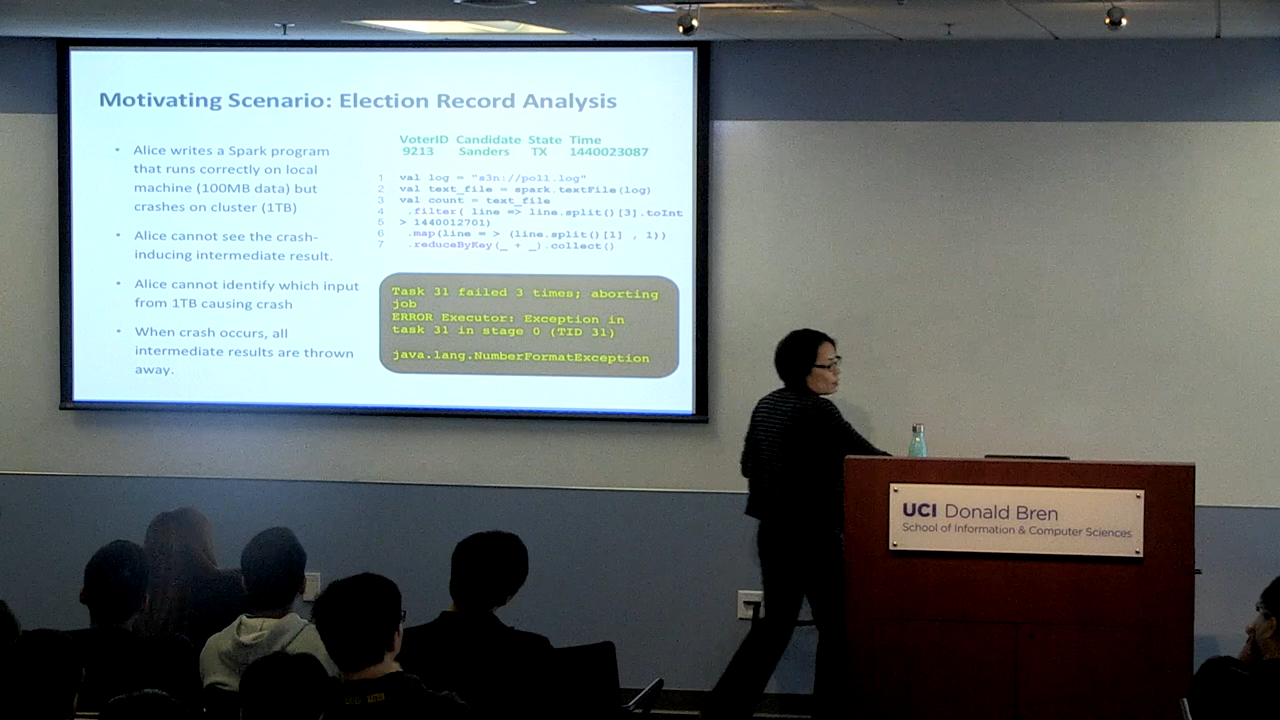 Motivating Scenario: Election Record Analysis
• Alice writes a Spark program
that runs correctly on local
machine (100MB data) but
crashes on cluster (1TB)
• Alice cannot see the crash-
inducing intermediate result.
• Alice cannot identify which input
from 1TB causing crash
• When crash occurs, all
intermediate results are thrown
away.
VoterID Candidate State Time
9213 Sanders TX 1440023087
1 val log = "s3n://poll.log"
2 val text_file = spark.textFile(log)
3 val count = text_file
4 .filter( line => line.split()[3].toInt
5 > 1440012701)
6 .map(line = > (line.split()[1] , 1))
7 .reduceByKey(_ + _).collect()
Task 31 failed 3 times; aborting
job
ERROR Executor: Exception in
task 31 in stage 0 (TID 31)
java.lang.NumberFormatException
UCI Donald Bren
School of Information & Computer Sciences